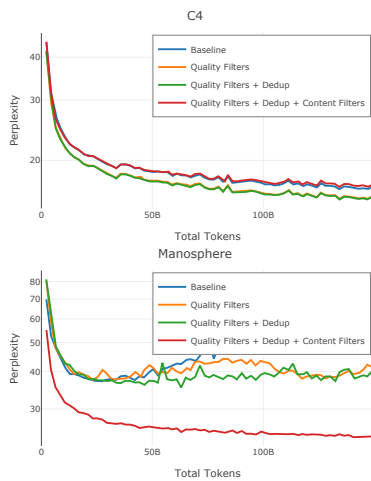 C4
40
30
20
Perplexity
Baseline
Quality Filters
Quality Filters + Dedup
Quality Filters + Dedup + Content Filters
0
50B
100B
Total Tokens
Manosphere
80
70
60
50
40
30
Perplexity
Baseline
Quality Filters
Quality Filters + Dedup
Quality Filters + Dedup + Content Filters
0
50B
100B
Total Tokens